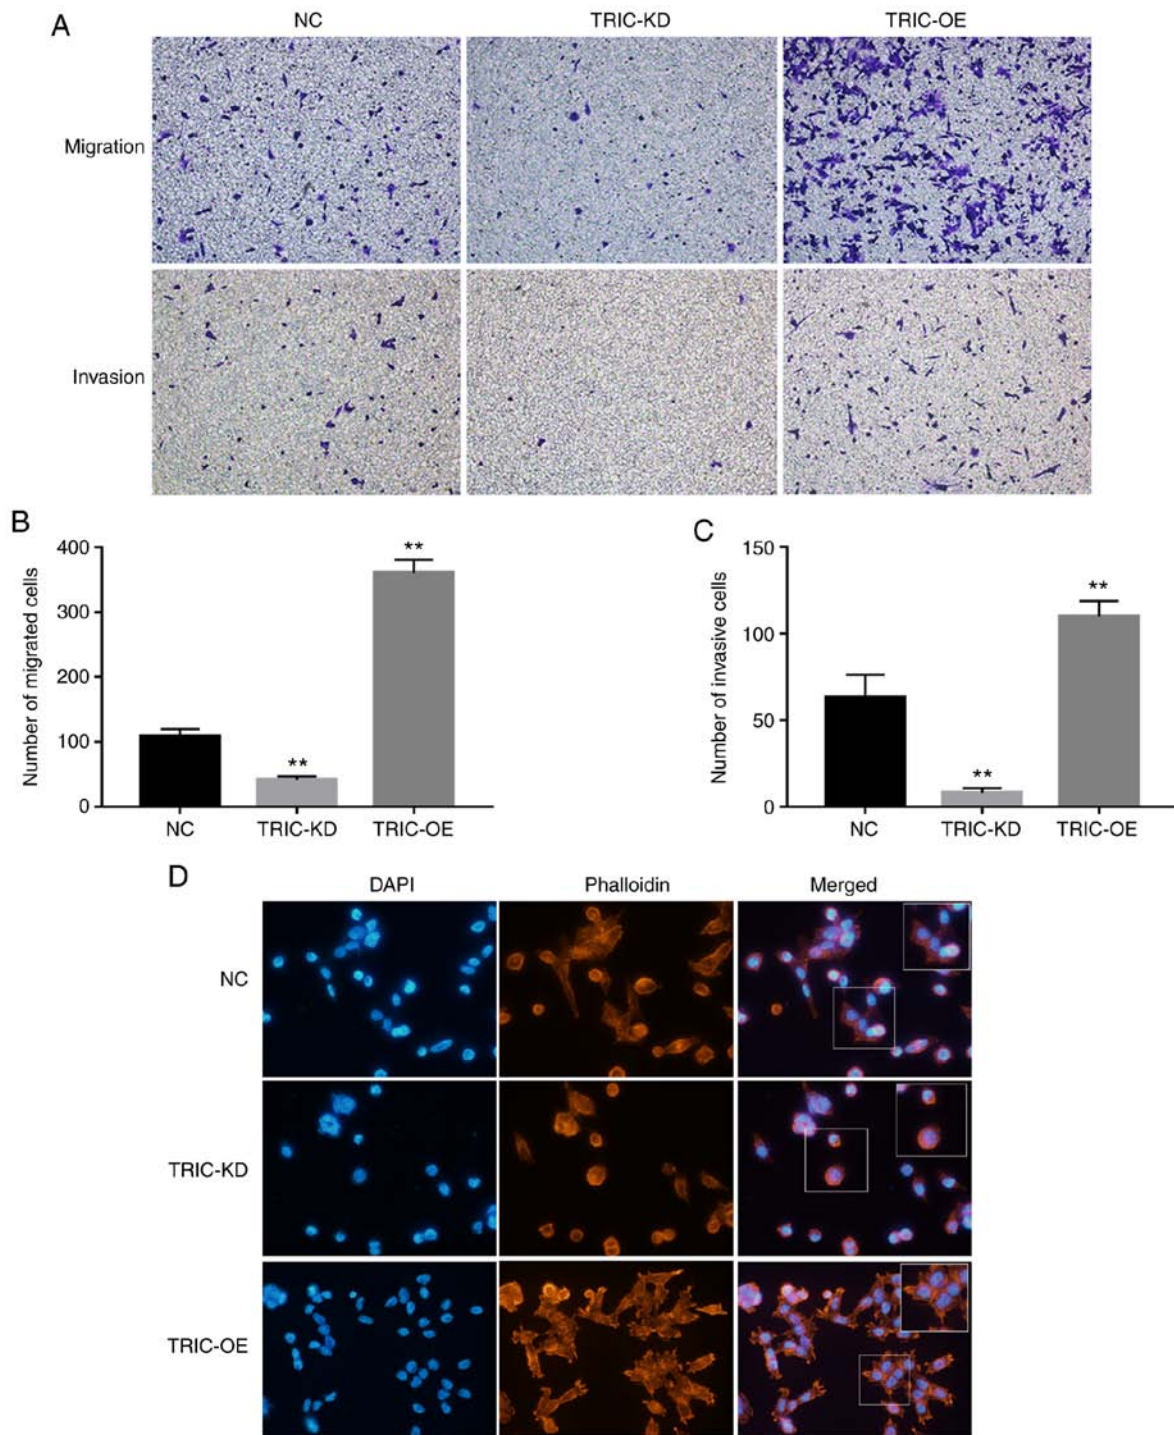 A
NC
TRIC-KD
TRIC-OE
Migration
Invasion
B
Number of migrated cells
400
300
200
100
0
**
**
NC
TRIC-KD
TRIC-OE
C
Number of invasive cells
150
100
50
0
**
**
NC
TRIC-KD
TRIC-OE
D
DAPI
Phalloidin
Merged
NC
TRIC-KD
TRIC-OE